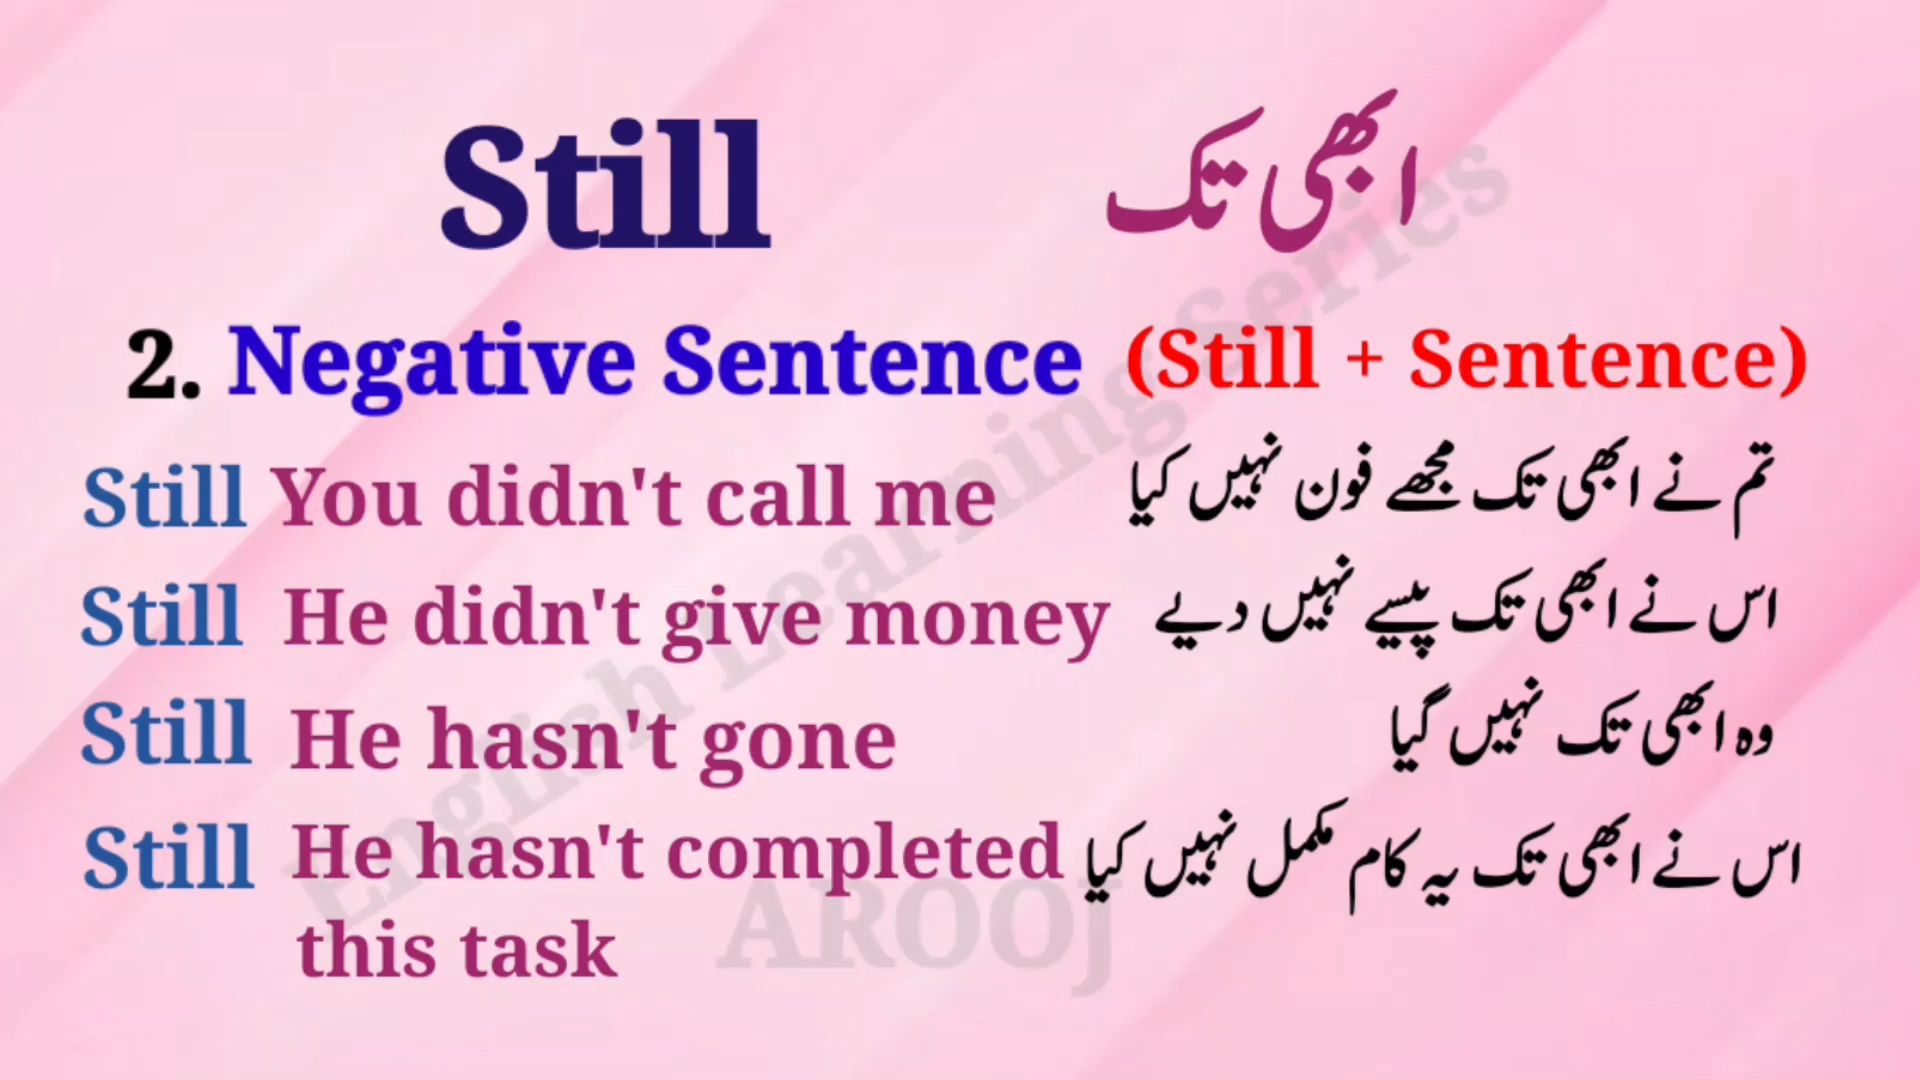 Still ابھی تک
2. Negative Sentence (Still + Sentence)
Still You didn't call me تم نے ابھی تک مجھے فون نہیں کیا
Still He didn't give money اس نے ابھی تک پیسے نہیں دیے
Still He hasn't gone وہ ابھی تک نہیں گیا
Still He hasn't completed اس نے ابھی تک یہ کام مکمل نہیں کیا
this task
English Learning Series
AROOJ